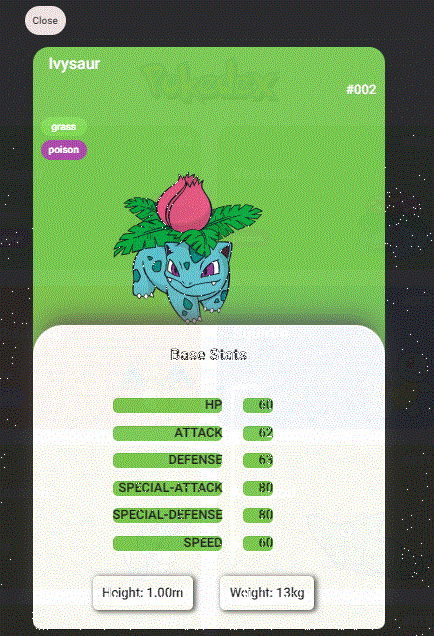 Close
Ivysaur
Pokedex
#002
grass
poison
Base Stats
HP 60
ATTACK 62
DEFENSE 63
SPECIAL-ATTACK 80
SPECIAL-DEFENSE 80
SPEED 60
Height: 1.00m Weight: 13kg